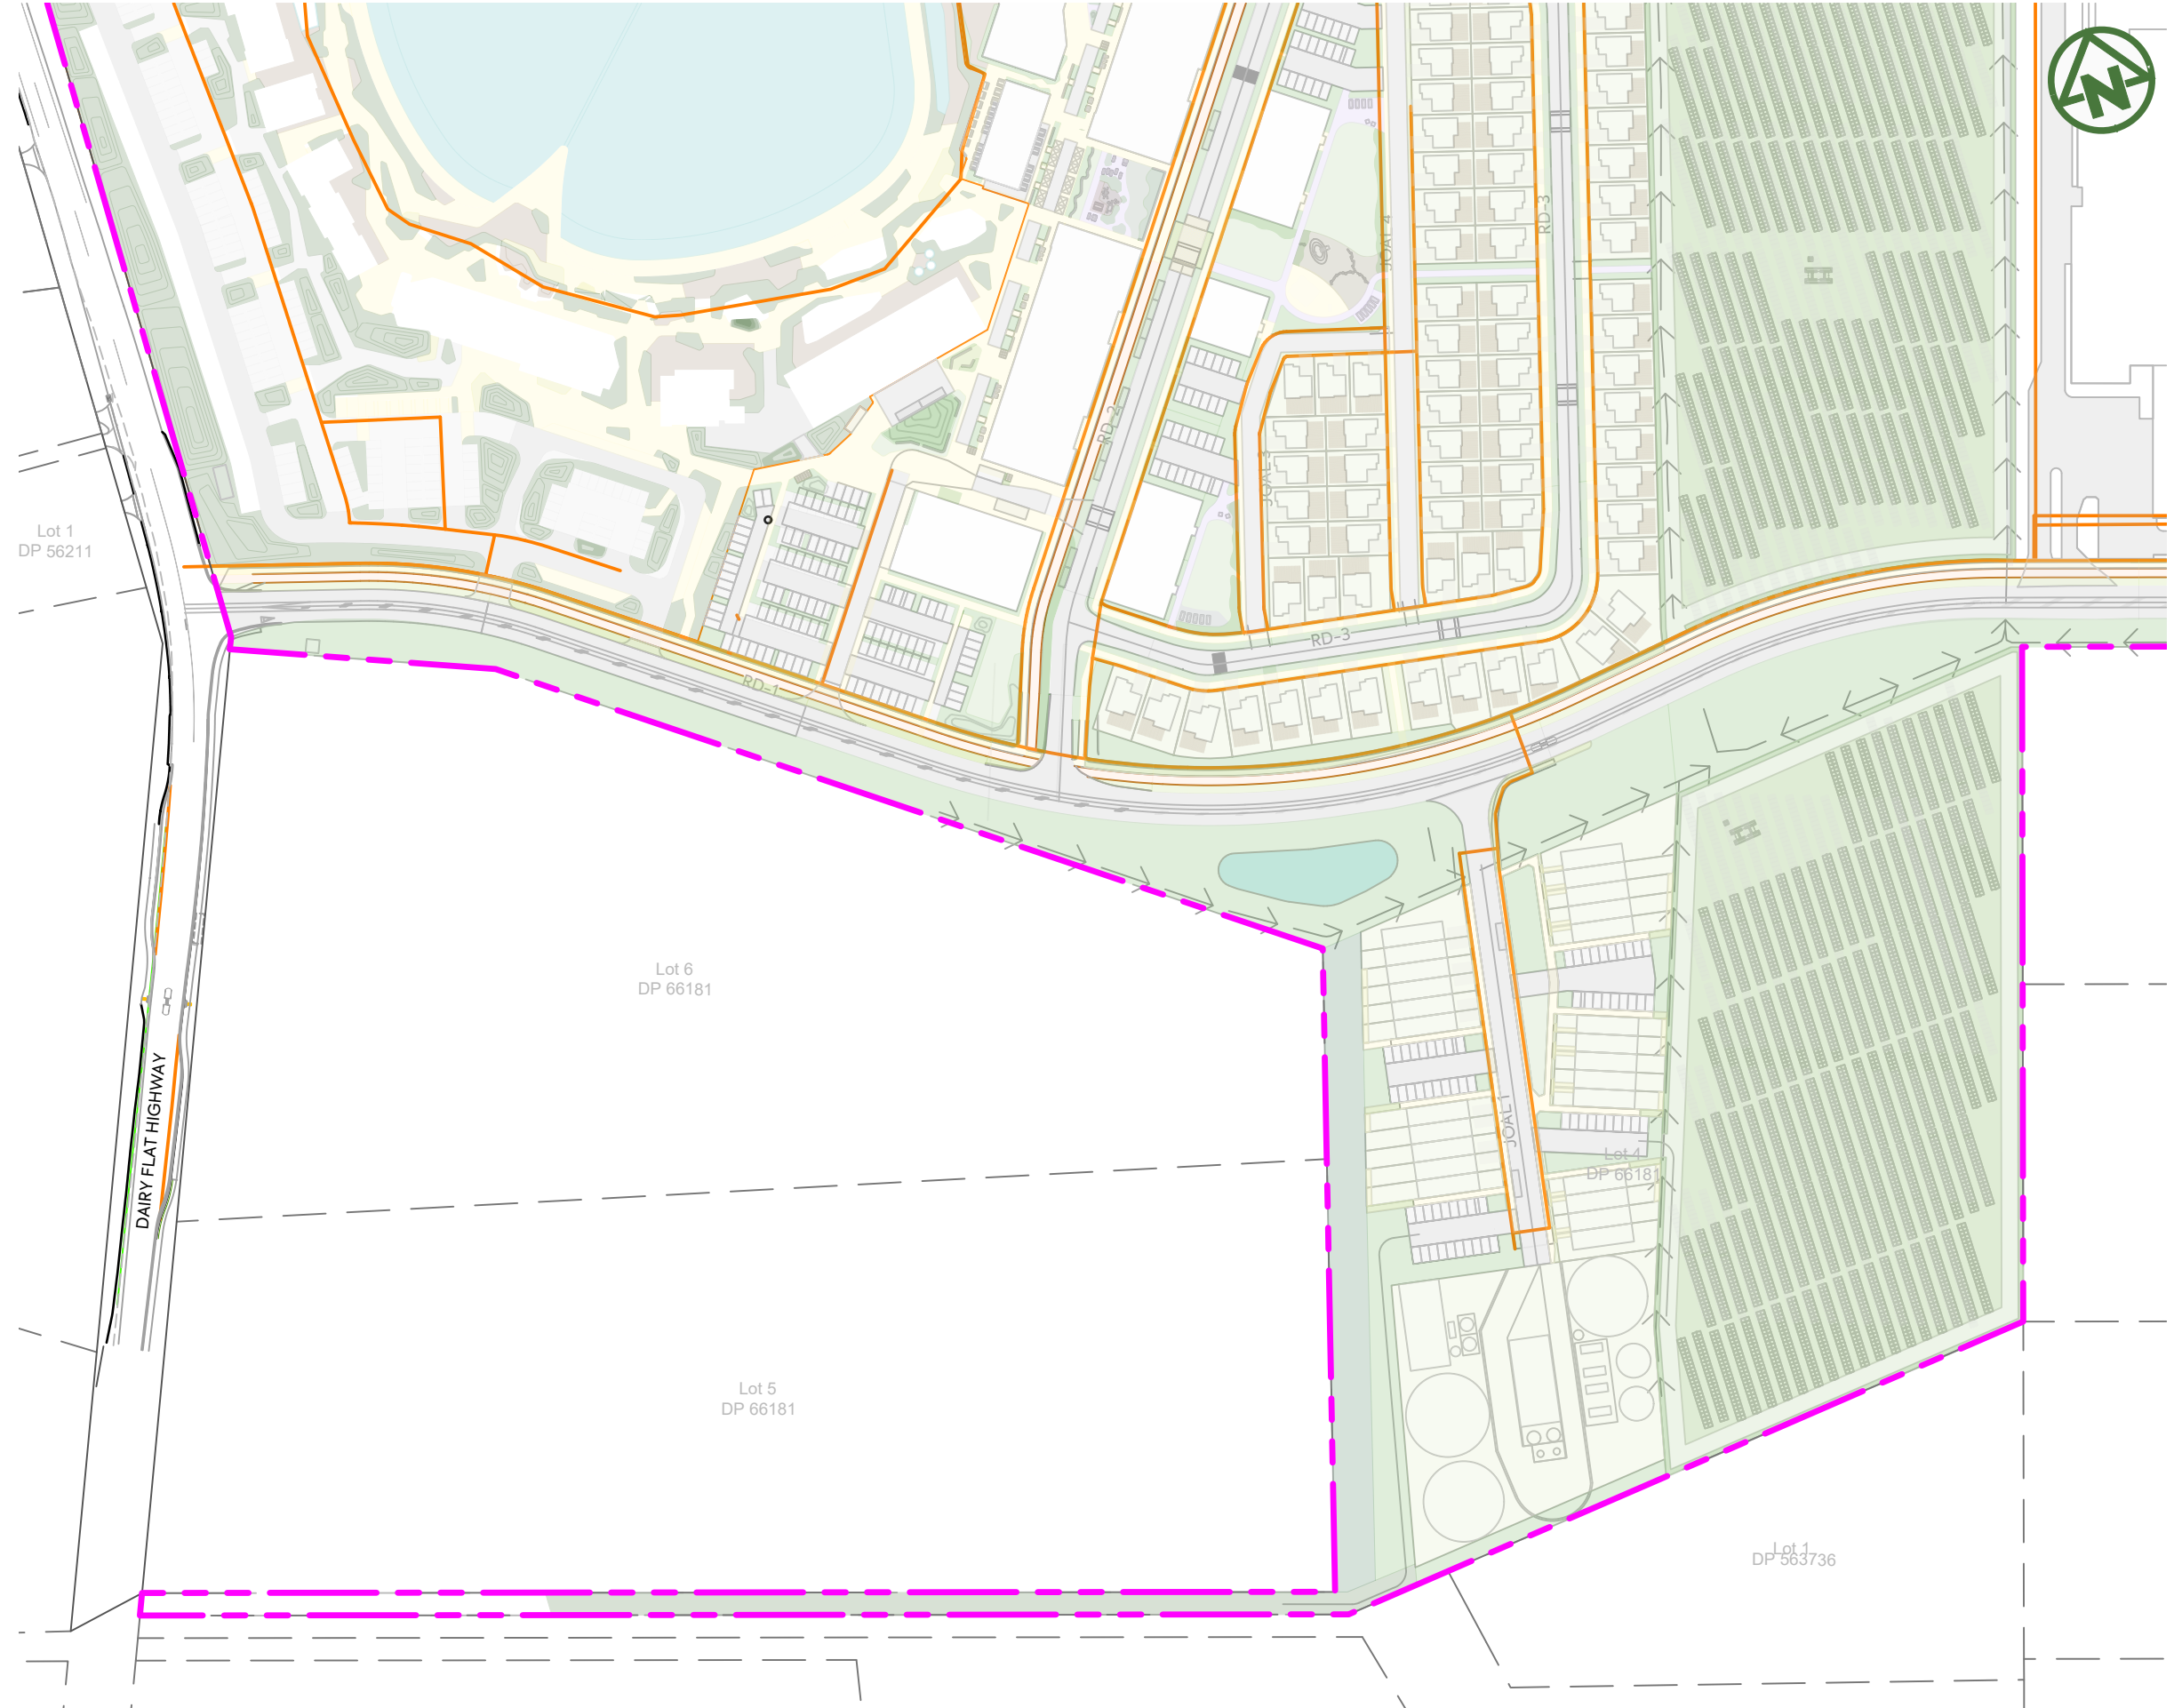 N
RD-3
JOAL 4
RD-2
JOAL 3
Lot 1
DP 56211
RD-3
RD-1
Lot 6
DP 66181
DAIRY FLAT HIGHWAY
JOAL 1
Lot 4
DP 66181
Lot 5
DP 66181
Lot 1
DP 563736